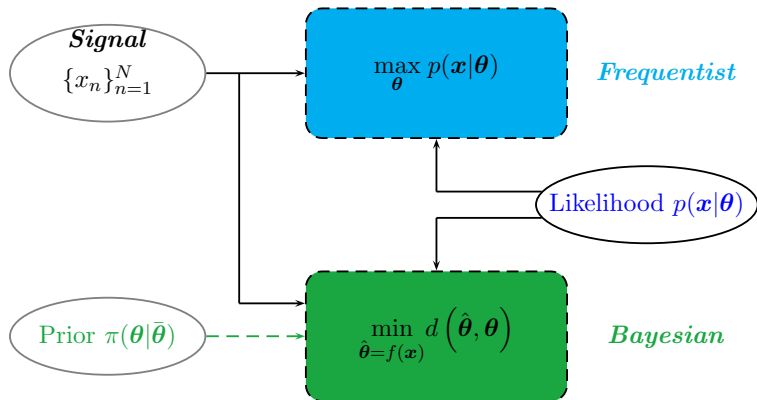 Signal
{x_n}_{n=1}^N
max_θ p(x|θ)
Frequentist
Likelihood p(x|θ)
Prior π(θ|θ̄)
min_{θ̂=f(x)} d(θ̂, θ)
Bayesian